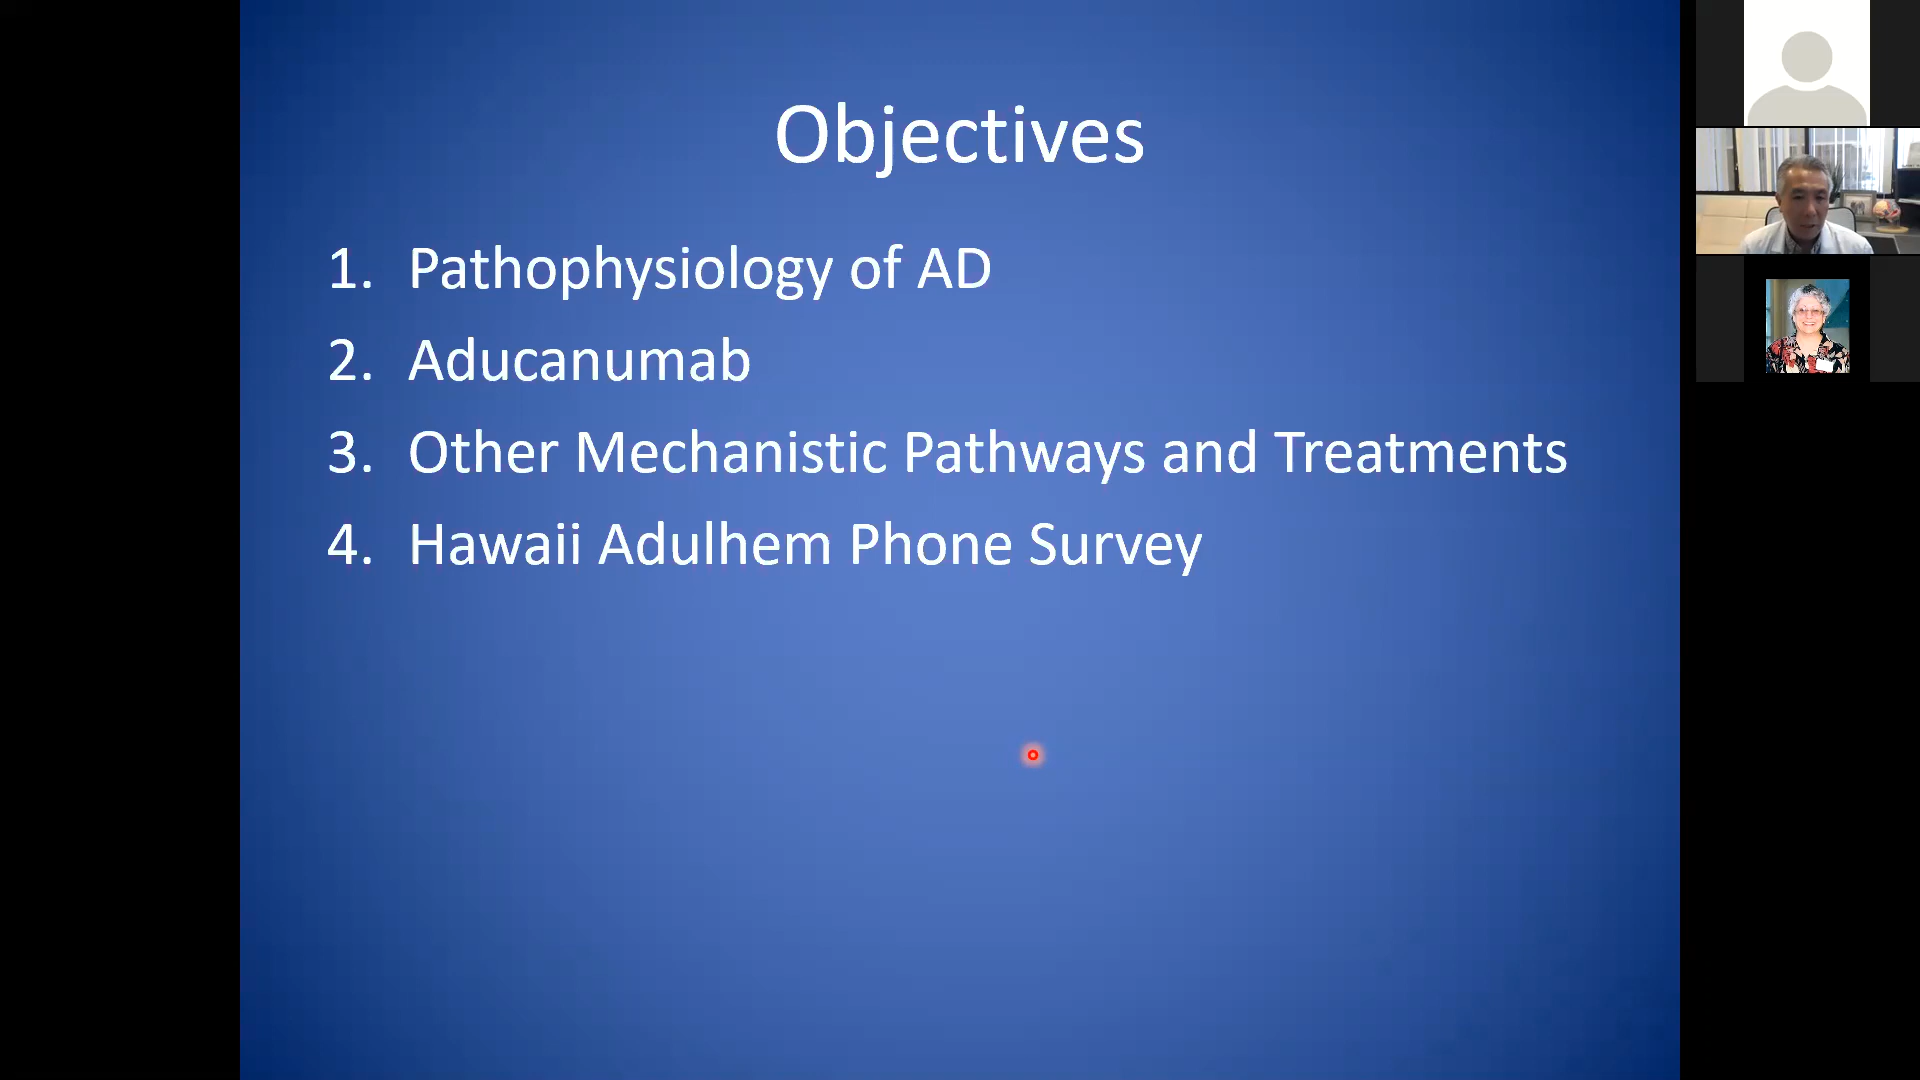 Objectives
1. Pathophysiology of AD
2. Aducanumab
3. Other Mechanistic Pathways and Treatments
4. Hawaii Adulhem Phone Survey